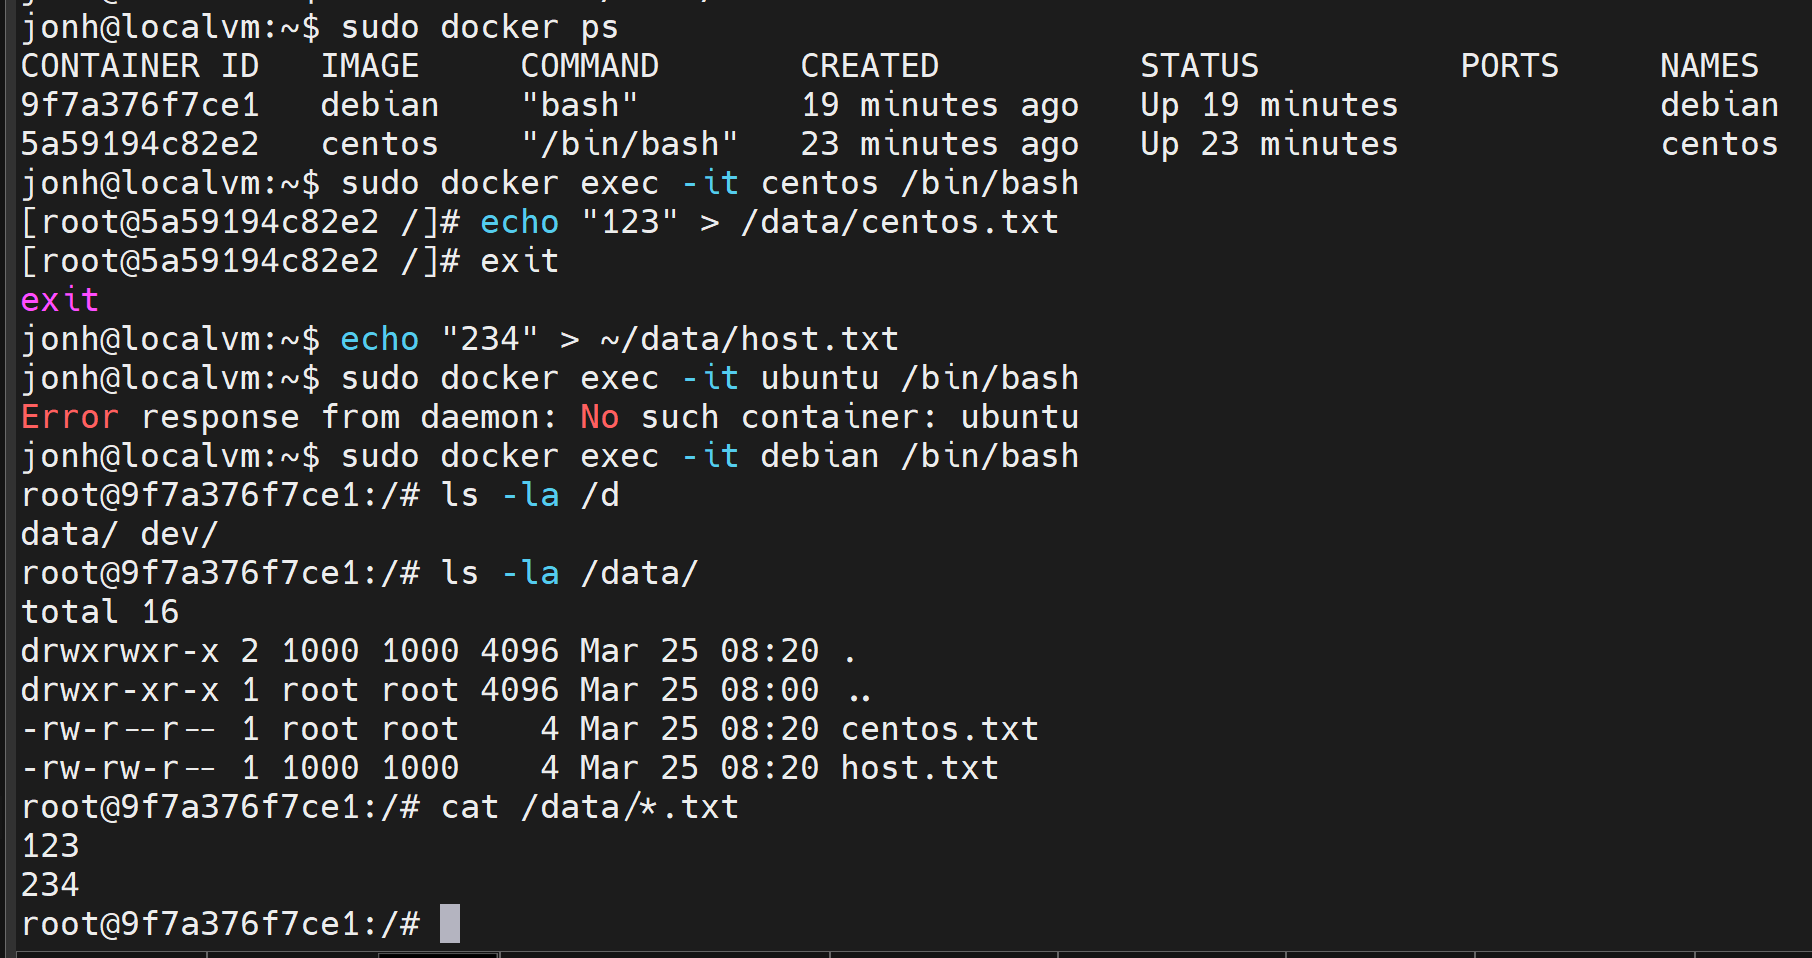 jonh@localvm:~$ sudo docker ps
CONTAINER ID   IMAGE     COMMAND       CREATED          STATUS          PORTS     NAMES
9f7a376f7ce1   debian    "bash"        19 minutes ago   Up 19 minutes             debian
5a59194c82e2   centos    "/bin/bash"   23 minutes ago   Up 23 minutes             centos
jonh@localvm:~$ sudo docker exec -it centos /bin/bash
[root@5a59194c82e2 /]# echo "123" > /data/centos.txt
[root@5a59194c82e2 /]# exit
exit
jonh@localvm:~$ echo "234" > ~/data/host.txt
jonh@localvm:~$ sudo docker exec -it ubuntu /bin/bash
Error response from daemon: No such container: ubuntu
jonh@localvm:~$ sudo docker exec -it debian /bin/bash
root@9f7a376f7ce1:/# ls -la /d
data/ dev/
root@9f7a376f7ce1:/# ls -la /data/
total 16
drwxrwxr-x 2 1000 1000 4096 Mar 25 08:20 .
drwxr-xr-x 1 root root 4096 Mar 25 08:00 ..
-rw-r--r-- 1 root root    4 Mar 25 08:20 centos.txt
-rw-rw-r-- 1 1000 1000    4 Mar 25 08:20 host.txt
root@9f7a376f7ce1:/# cat /data/*.txt
123
234
root@9f7a376f7ce1:/#